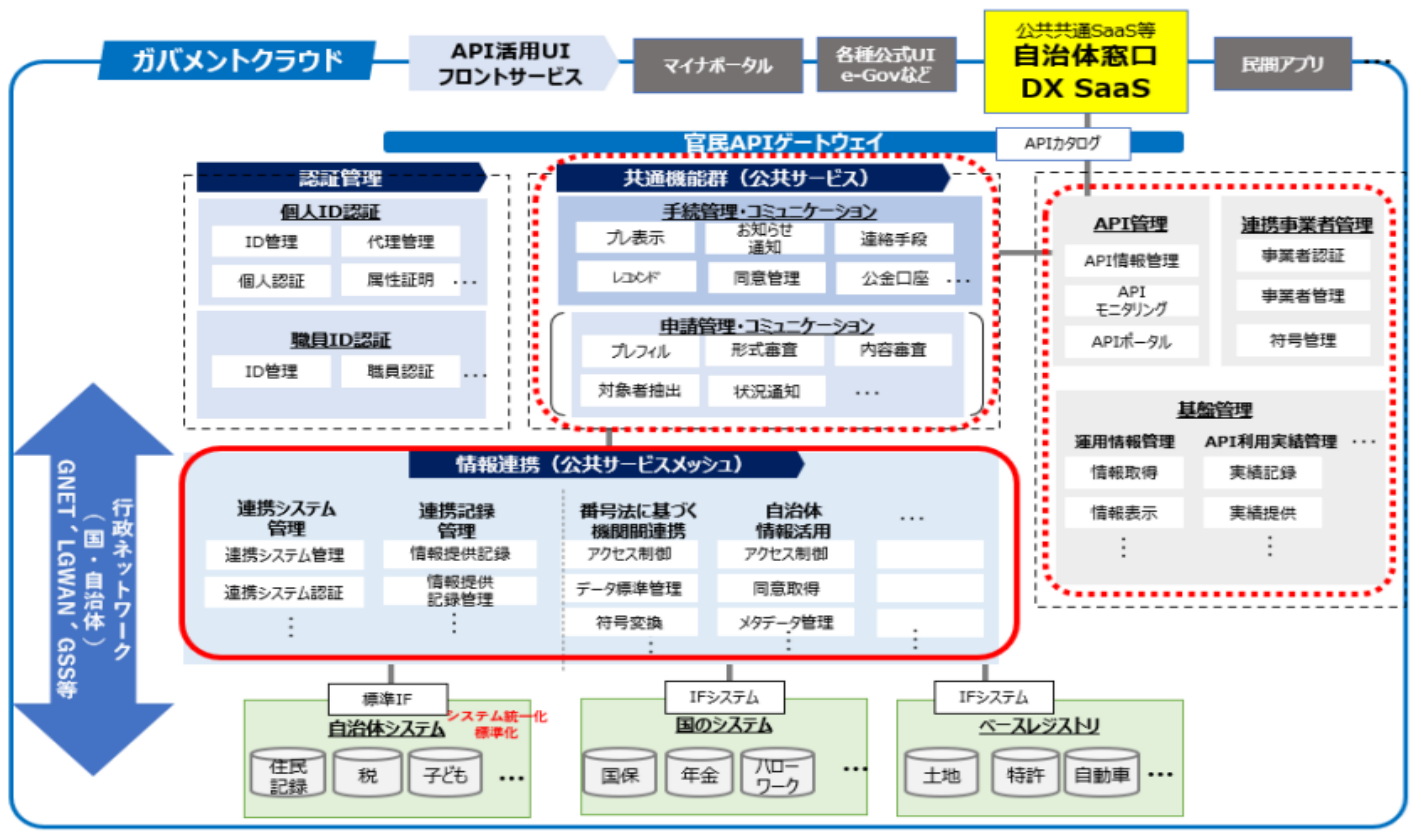 ガバメントクラウド
API活用UI
フロントサービス
マイナポータル
各種公式UI
e-Govなど
公共共通SaaS等
自治体窓口
DX SaaS
民間アプリ
…
官民APIゲートウェイ
APIカタログ
認証管理
個人ID認証
ID管理
代理管理
個人認証
属性証明
…
職員ID認証
ID管理
職員認証
…
共通機能群（公共サービス）
手続管理・コミュニケーション
プレ表示
お知らせ
通知
連絡手段
レコメンド
同意管理
公金口座
…
申請管理・コミュニケーション
プレフィル
形式審査
内容審査
対象者抽出
状況通知
…
API管理
API情報管理
API
モニタリング
APIポータル
連携事業者管理
事業者認証
事業者管理
符号管理
基盤管理
運用情報管理
情報取得
情報表示
…
API利用実績管理
…
実績記録
実績提供
…
行政ネットワーク
（国・自治体）
GNET、LGWAN、GSS等
情報連携（公共サービスメッシュ）
連携システム
管理
連携システム管理
連携システム認証
…
連携記録
管理
情報提供記録
情報提供
記録管理
…
番号法に基づく
機関間連携
アクセス制御
データ標準管理
符号変換
…
自治体
情報活用
アクセス制御
同意取得
メタデータ管理
…
…
…
標準IF
自治体システム
システム統一化
標準化
住民
記録
税
子ども
…
IFシステム
国のシステム
国保
年金
ハロー
ワーク
…
IFシステム
ベースレジストリ
土地
特許
自動車
…